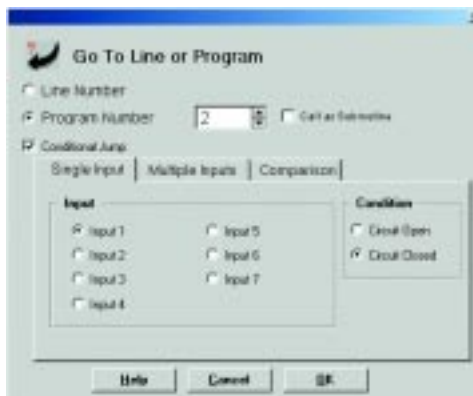 Go To Line or Program
Line Number
Program Number 2 Call as Subroutine
Conditional Jump
Single Input Multiple Inputs Comparison
Input Condition
Input 1 Input 5 Circuit Open
Input 2 Input 6 Circuit Closed
Input 3 Input 7
Input 4
Help Cancel OK